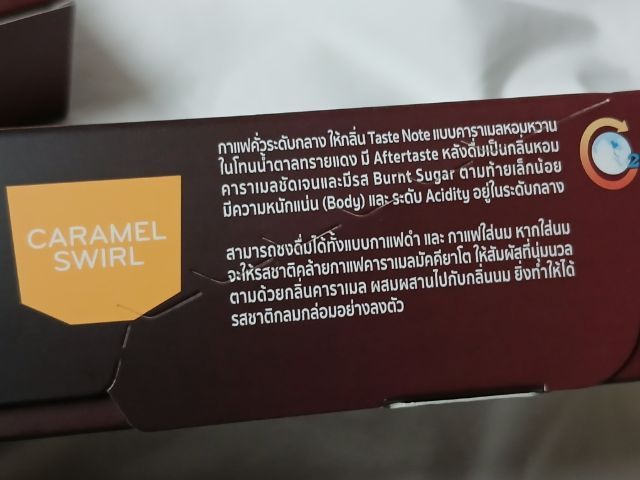 CARAMEL
SWIRL
กาแฟคั่วระดับกลาง ให้กลิ่น Taste Note แบบคาราเมลหอมหวาน
ในโทนน้ำตาลทรายแดง มี Aftertaste หลังดื่มเป็นกลิ่นหอม
คาราเมลชัดเจนและมีรส Burnt Sugar ตามท้ายเล็กน้อย
มีความหนักแน่น (Body) และ ระดับ Acidity อยู่ในระดับกลาง
สามารถชงดื่มได้ทั้งแบบกาแฟดำ และ กาแฟใส่นม หากใส่นม
จะให้รสชาติคล้ายกาแฟคาราเมลมัคคียาโต ให้สัมผัสที่นุ่มนวล
ตามด้วยกลิ่นคาราเมล ผสมผสานไปกับกลิ่นนม ยิ่งทำให้ได้
รสชาติกลมกล่อมอย่างลงตัว